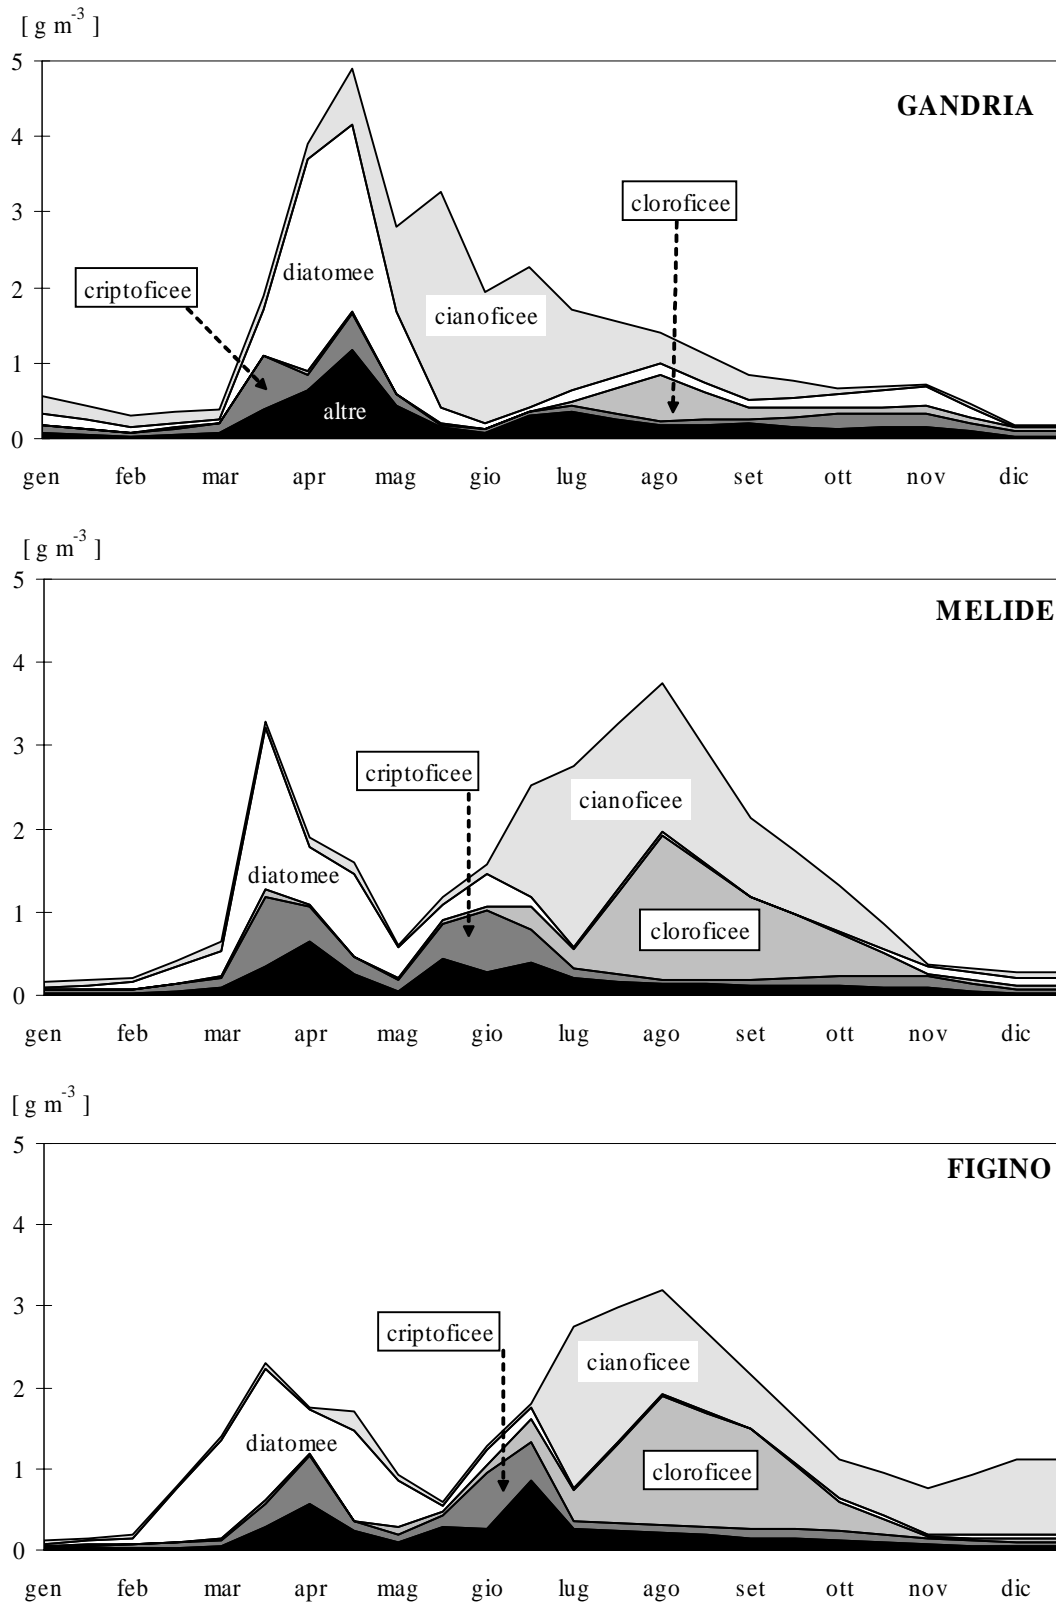 [ g m-3 ]
5
GANDRIA
4
cloroficee
3
diatomee
criptoficee
2
cianoficee
1
altre
0
gen feb mar apr mag gio lug ago set ott nov dic
[ g m-3 ]
5
MELIDE
4
3
criptoficee
cianoficee
2
diatomee
1
cloroficee
0
gen feb mar apr mag gio lug ago set ott nov dic
[ g m-3 ]
5
FIGINO
4
3
criptoficee
cianoficee
2
diatomee
cloroficee
1
0
gen feb mar apr mag gio lug ago set ott nov dic